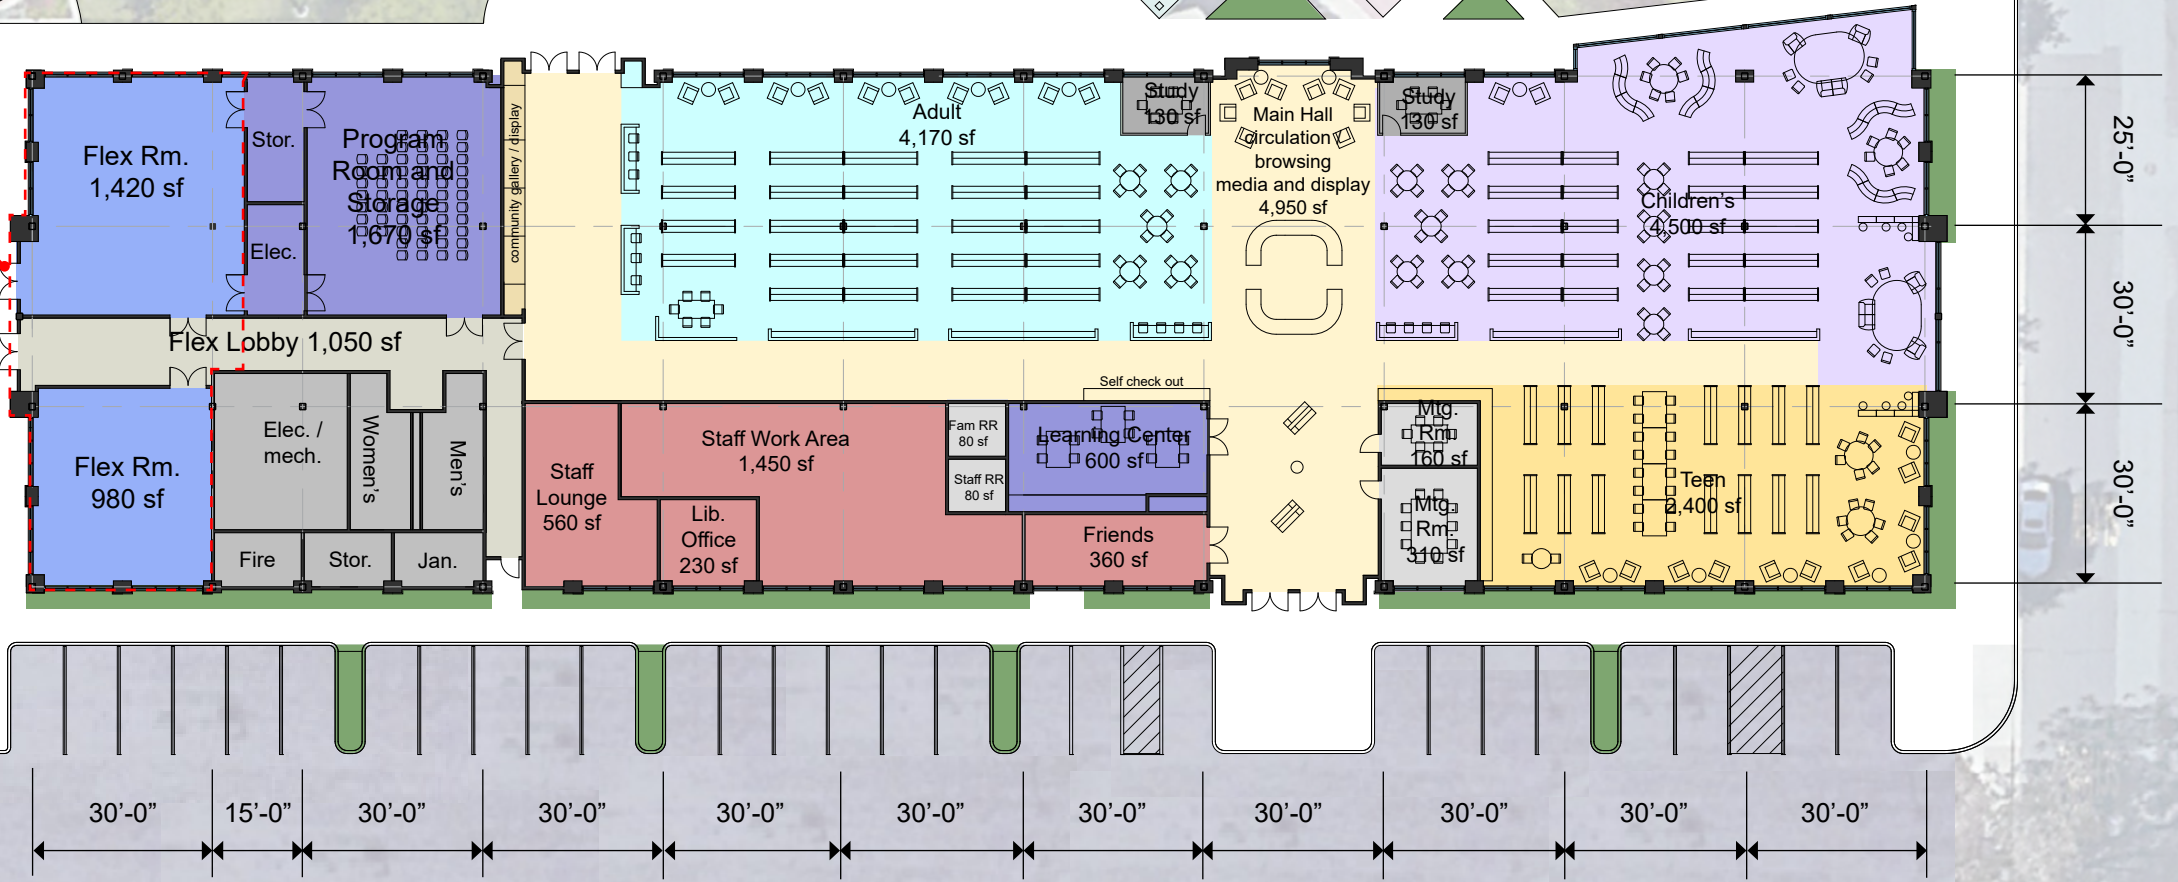 Flex Rm.
1,420 sf
Stor.
Elec.
Program
Room and
Storage
1,670 sf
community gallery / display
Adult
4,170 sf
Study
130 sf
Main Hall
circulation
browsing
media and display
4,950 sf
Study
130 sf
Children's
4,500 sf
25'-0"
30'-0"
30'-0"
Flex Lobby 1,050 sf
Self check out
Flex Rm.
980 sf
Elec. /
mech.
Women's
Men's
Fire
Stor.
Jan.
Staff
Lounge
560 sf
Staff Work Area
1,450 sf
Lib.
Office
230 sf
Fam RR
80 sf
Staff RR
80 sf
Learning Center
600 sf
Friends
360 sf
Mtg.
Rm.
160 sf
Mtg.
Rm.
310 sf
Teen
2,400 sf
30'-0"
15'-0"
30'-0"
30'-0"
30'-0"
30'-0"
30'-0"
30'-0"
30'-0"
30'-0"
30'-0"